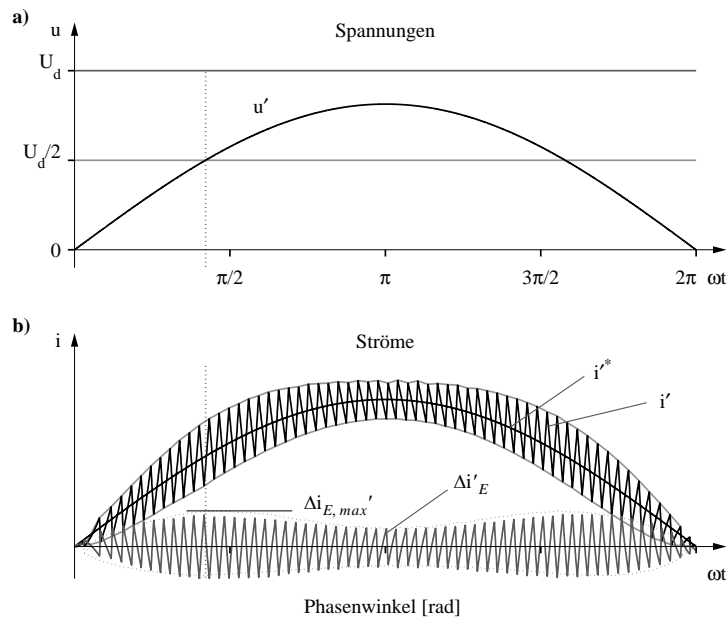 a)
u
Spannungen
U_d
u′
U_d/2
0
π/2
π
3π/2
2π
ωt
b)
i
Ströme
i′*
i′
Δi_E, max′
Δi′_E
ωt
Phasenwinkel [rad]